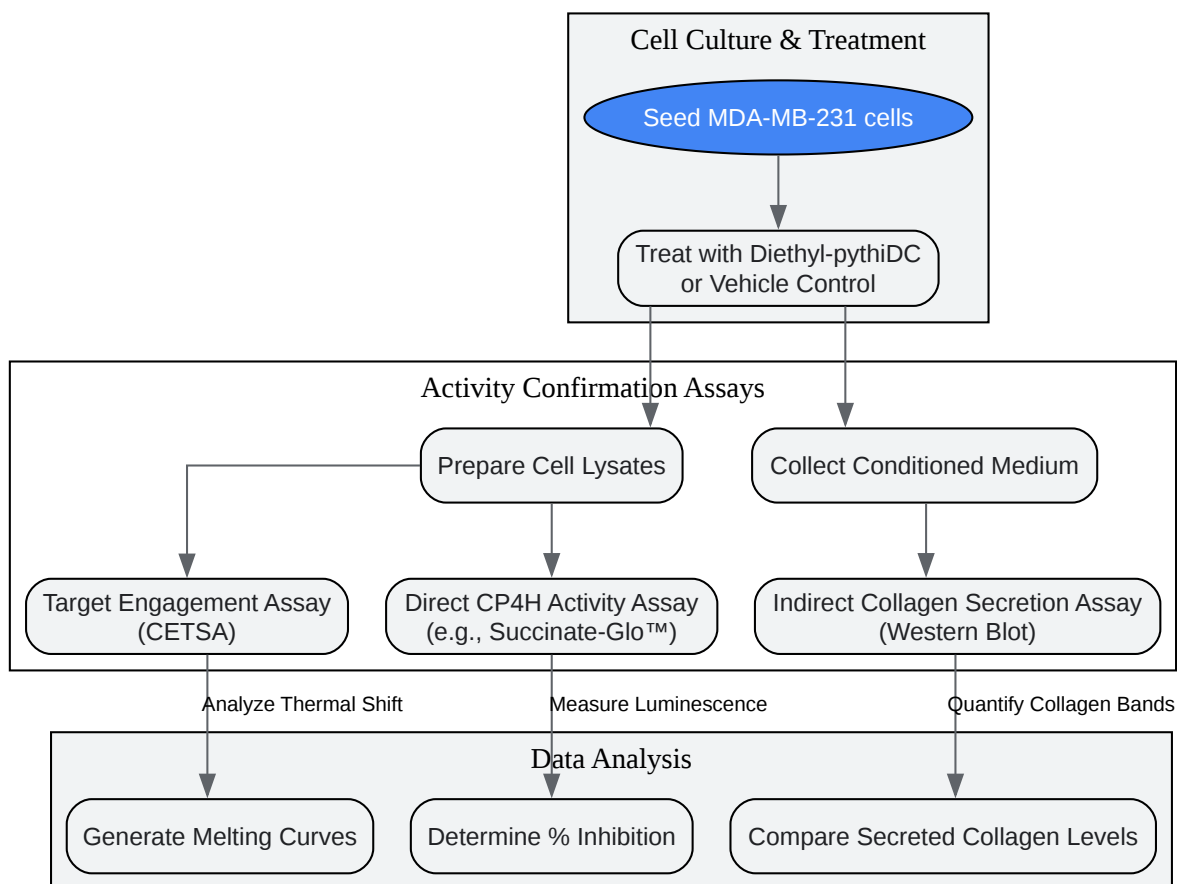 Cell Culture & Treatment
Seed MDA-MB-231 cells
Treat with Diethyl-pythiDC
or Vehicle Control
Activity Confirmation Assays
Prepare Cell Lysates
Collect Conditioned Medium
Target Engagement Assay
(CETSA)
Direct CP4H Activity Assay
(e.g., Succinate-Glo™)
Indirect Collagen Secretion Assay
(Western Blot)
Analyze Thermal Shift
Measure Luminescence
Quantify Collagen Bands
Data Analysis
Generate Melting Curves
Determine % Inhibition
Compare Secreted Collagen Levels